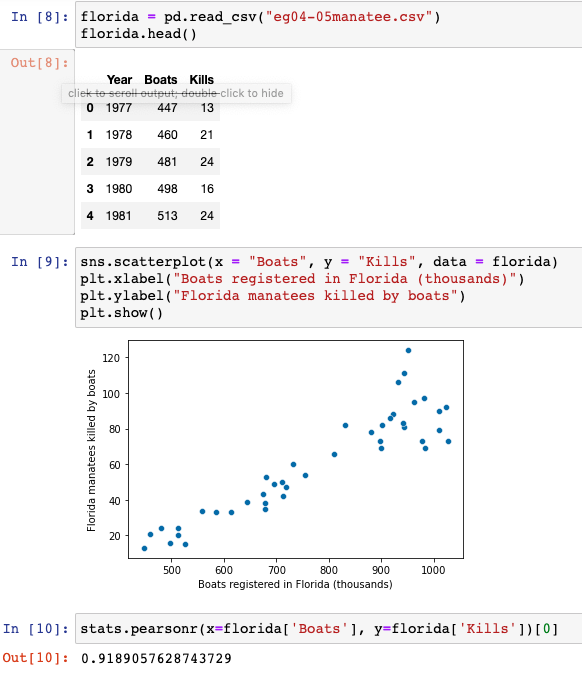 In [8]: florida = pd.read_csv("eg04-05manatee.csv")
florida.head()
Out[8]:
Year Boats Kills
click to scroll output; double click to hide
0 1977 447 13
1 1978 460 21
2 1979 481 24
3 1980 498 16
4 1981 513 24
In [9]: sns.scatterplot(x = "Boats", y = "Kills", data = florida)
plt.xlabel("Boats registered in Florida (thousands)")
plt.ylabel("Florida manatees killed by boats")
plt.show()
Florida manatees killed by boats
120
100
80
60
40
20
500 600 700 800 900 1000
Boats registered in Florida (thousands)
In [10]: stats.pearsonr(x=florida['Boats'], y=florida['Kills'])[0]
Out[10]: 0.9189057628743729